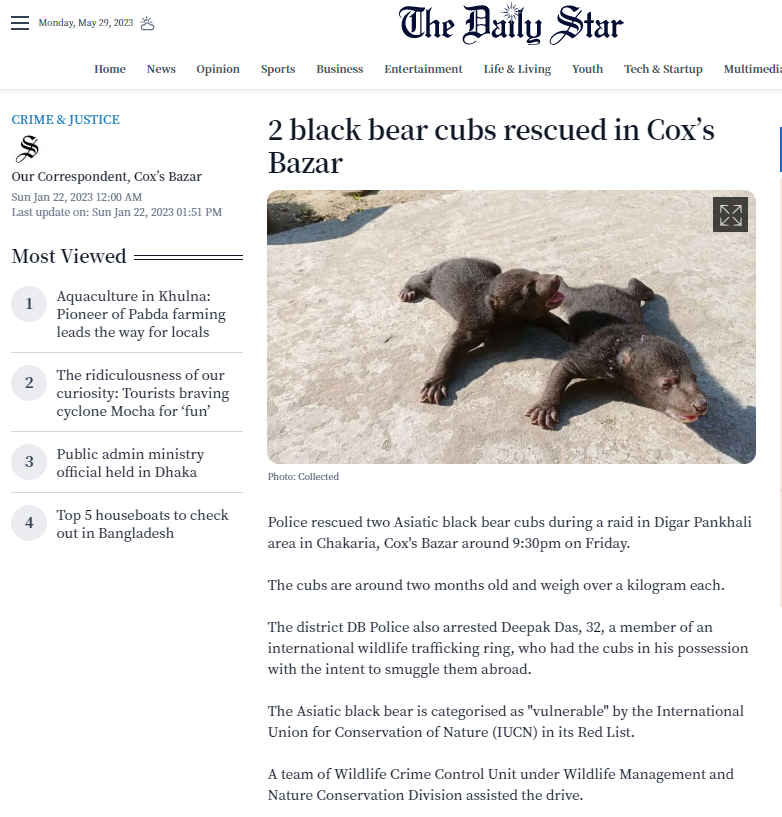 Monday, May 29, 2023
The Daily Star
Home News Opinion Sports Business Entertainment Life & Living Youth Tech & Startup Multimedia
CRIME & JUSTICE
S
Our Correspondent, Cox's Bazar
Sun Jan 22, 2023 12:00 AM
Last update on: Sun Jan 22, 2023 01:51 PM
Most Viewed
1
Aquaculture in Khulna:
Pioneer of Pabda farming
leads the way for locals
2
The ridiculousness of our
curiosity: Tourists braving
cyclone Mocha for ‘fun’
3
Public admin ministry
official held in Dhaka
4
Top 5 houseboats to check
out in Bangladesh
2 black bear cubs rescued in Cox’s
Bazar
Photo: Collected
Police rescued two Asiatic black bear cubs during a raid in Digar Pankhali
area in Chakaria, Cox's Bazar around 9:30pm on Friday.
The cubs are around two months old and weigh over a kilogram each.
The district DB Police also arrested Deepak Das, 32, a member of an
international wildlife trafficking ring, who had the cubs in his possession
with the intent to smuggle them abroad.
The Asiatic black bear is categorised as "vulnerable" by the International
Union for Conservation of Nature (IUCN) in its Red List.
A team of Wildlife Crime Control Unit under Wildlife Management and
Nature Conservation Division assisted the drive.